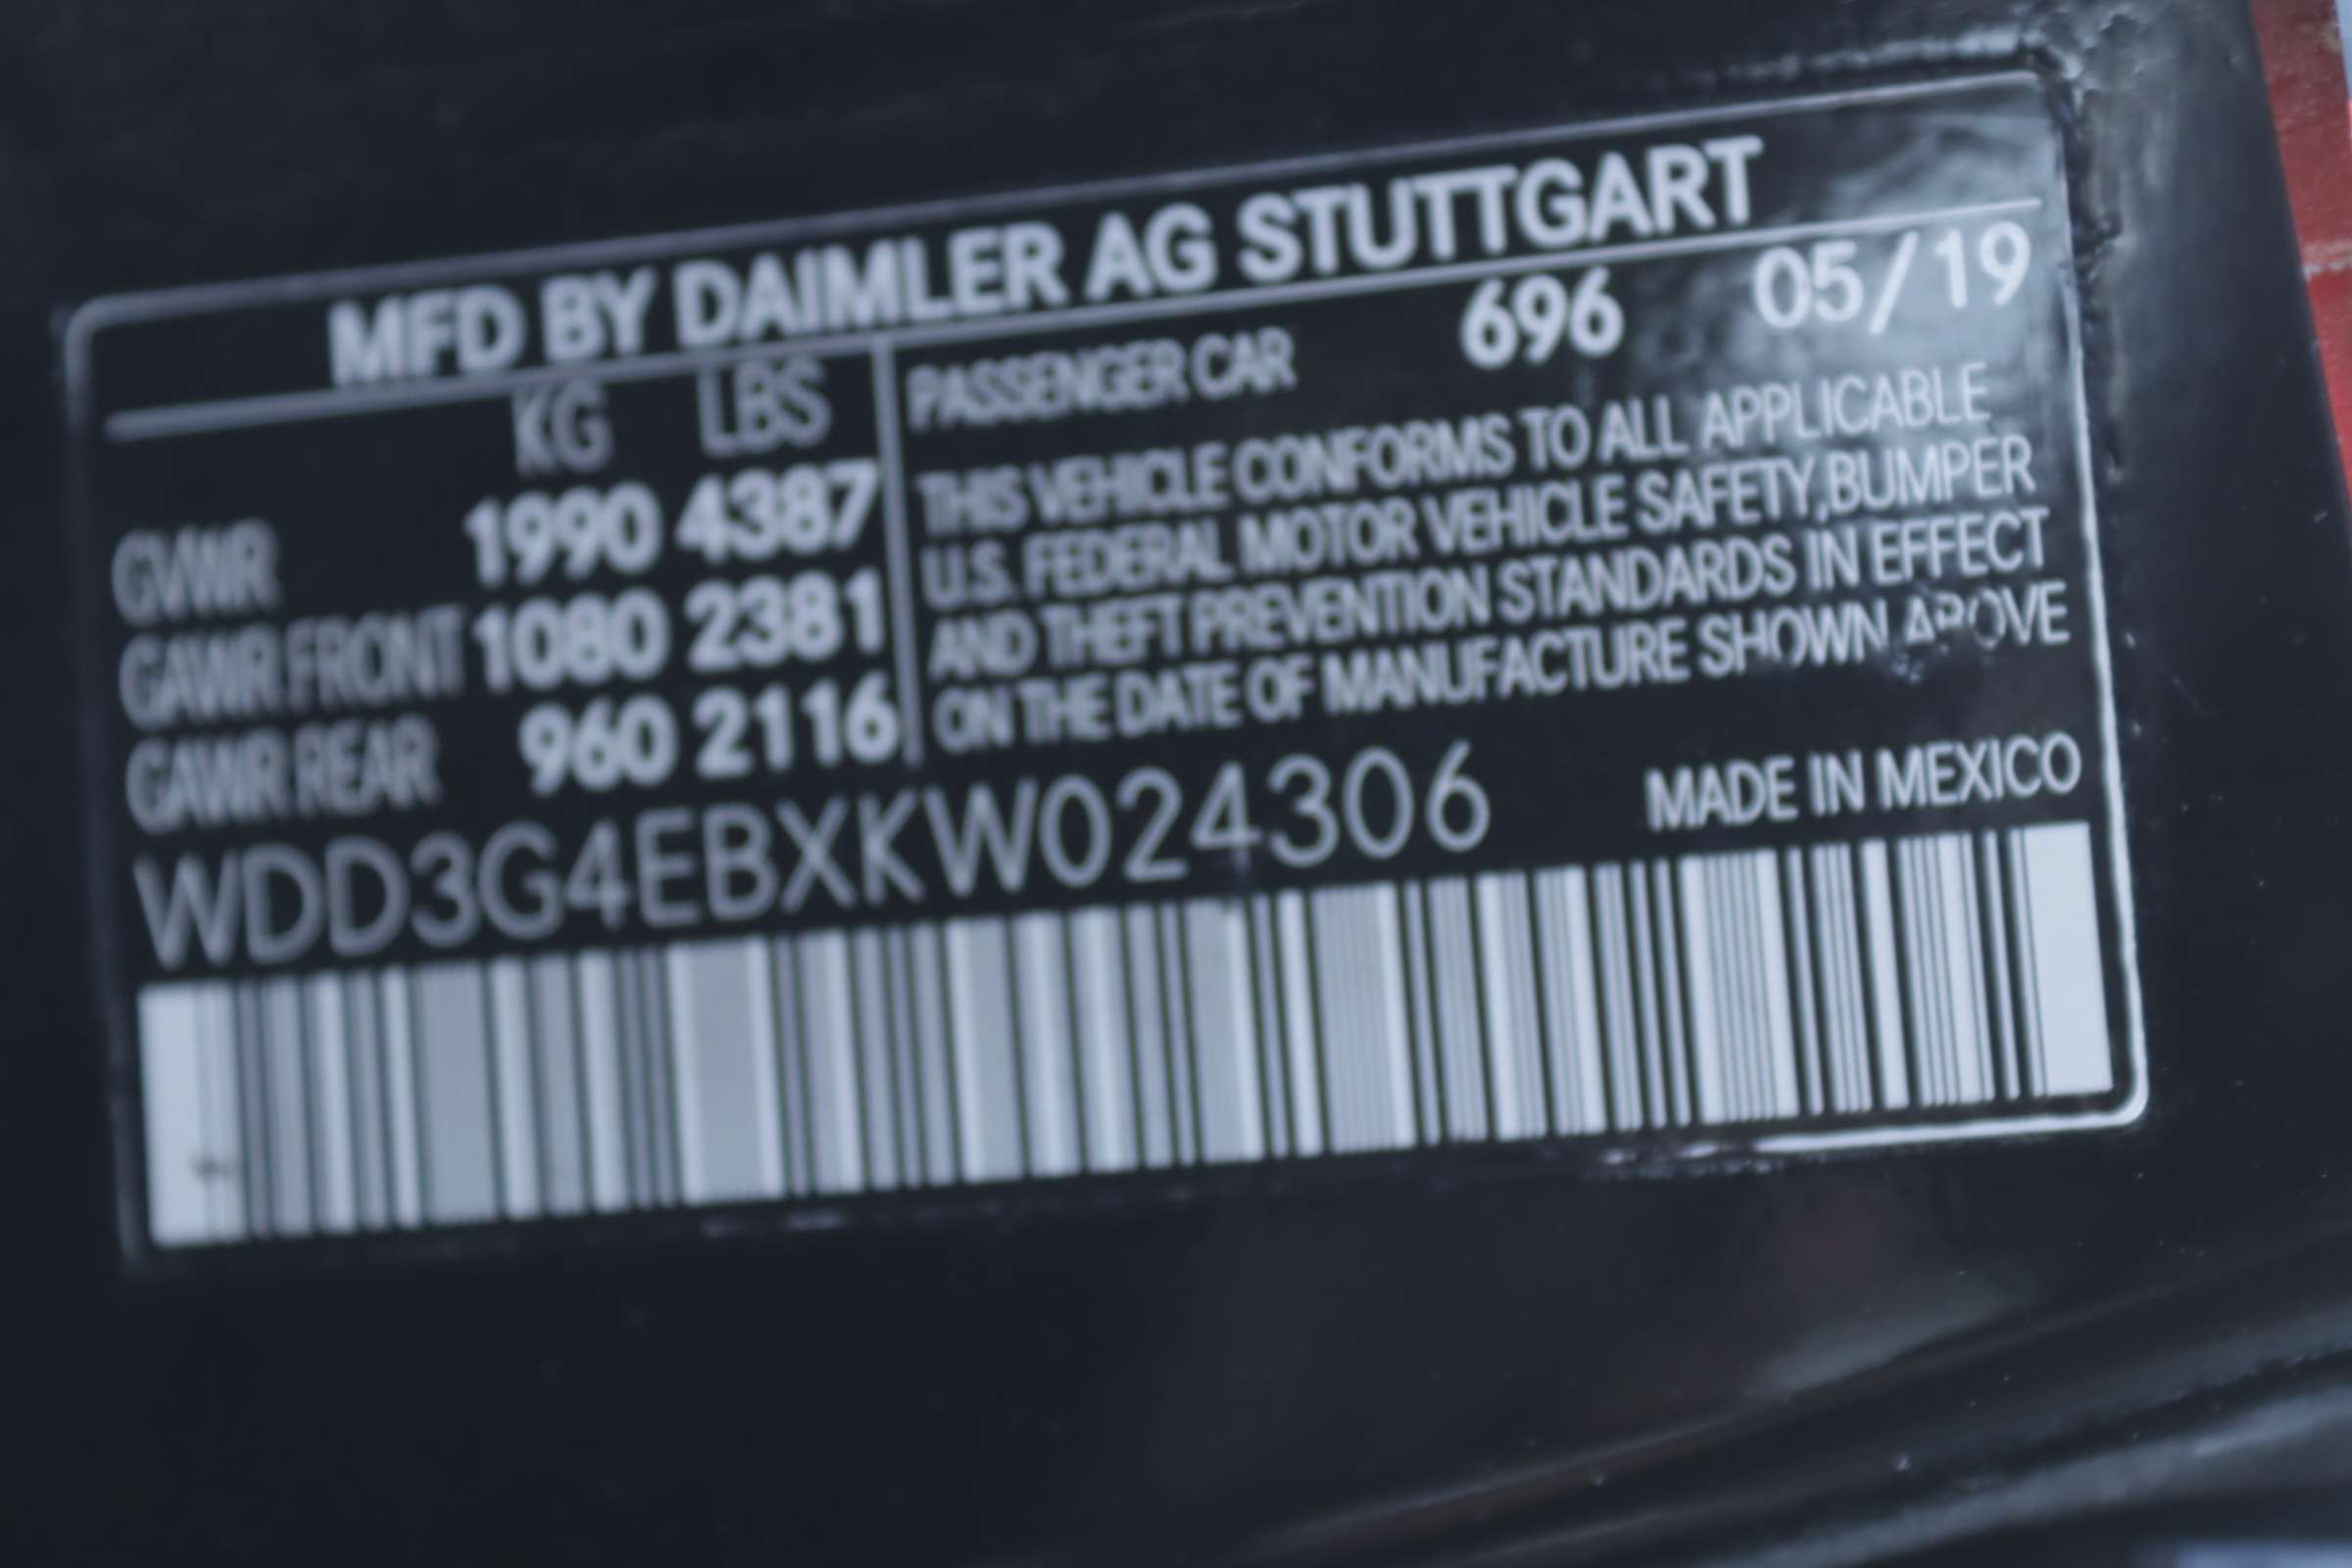 MFD BY DAIMLER AG STUTTGART
KG LBS
GVWR 1990 4387
GAWR FRONT 1080 2381
GAWR REAR 960 2116
PASSENGER CAR 696 05/19
THIS VEHICLE CONFORMS TO ALL APPLICABLE
U.S. FEDERAL MOTOR VEHICLE SAFETY,BUMPER
AND THEFT PREVENTION STANDARDS IN EFFECT
ON THE DATE OF MANUFACTURE SHOWN ABOVE
WDD3G4EBXKW024306
MADE IN MEXICO